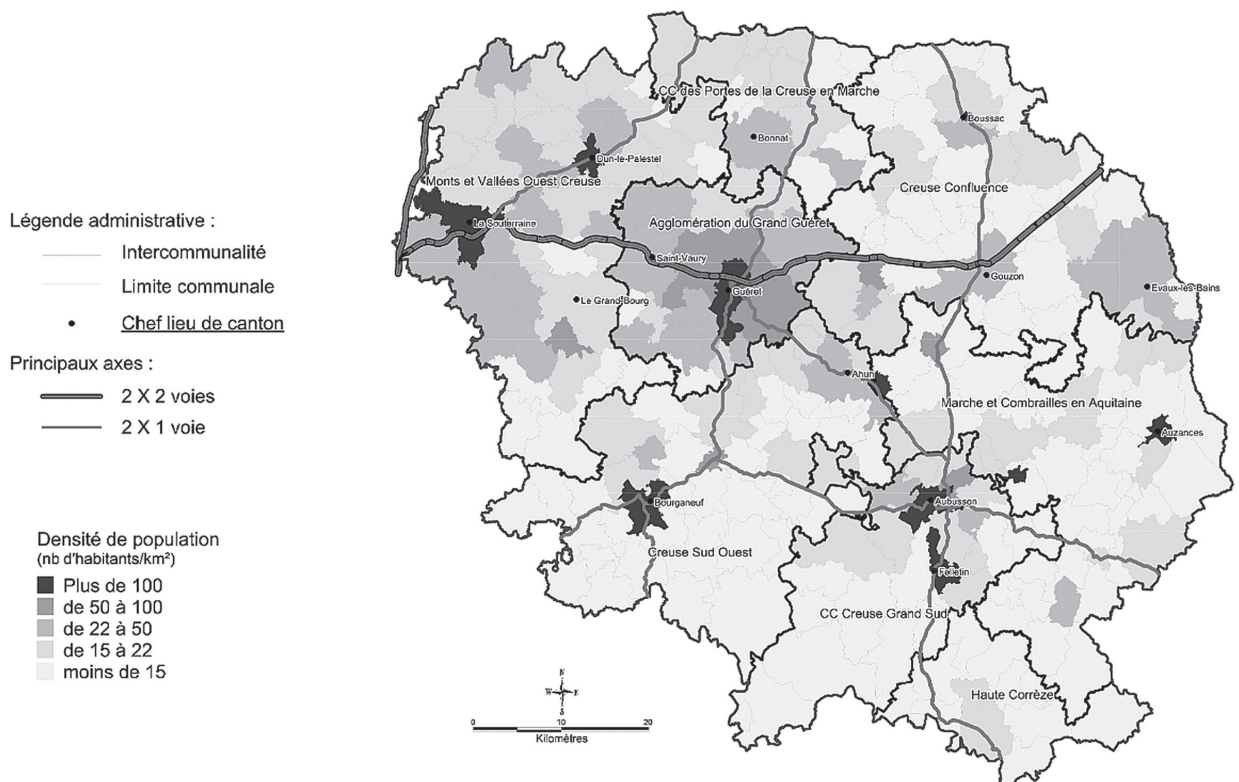 Légende administrative :
Intercommunalité
Limite communale
Chef lieu de canton
Principaux axes :
2 X 2 voies
2 X 1 voie
Densité de population
(nb d'habitants/km²)
Plus de 100
de 50 à 100
de 22 à 50
de 15 à 22
moins de 15
CC des Portes de la Creuse en Marche
Boussac
Bonnat
Dun-le-Palestel
Monts et Vallées Ouest Creuse
Creuse Confluence
La Souterraine
Agglomération du Grand Guéret
Saint-Vaury
Gouzon
Evaux-les-Bains
Guéret
Le Grand-Bourg
Ahun
Marche et Combrailles en Aquitaine
Auzances
Bourganeuf
Aubusson
Creuse Sud Ouest
Felletin
CC Creuse Grand Sud
Haute Corrèze
N
W E
S
0 10 20
Kilomètres